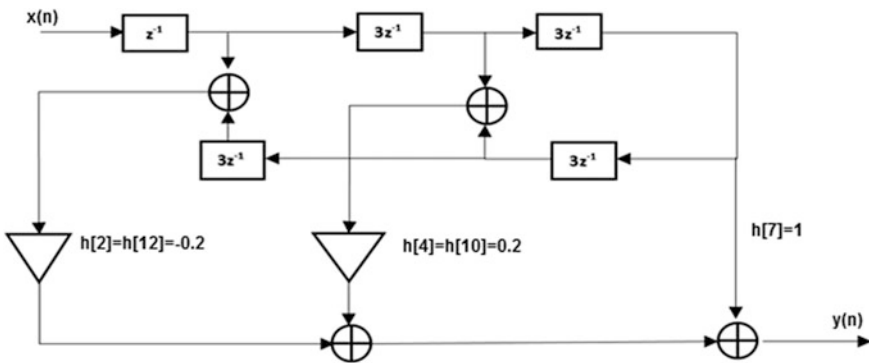 x(n)
z⁻¹
3z⁻¹
3z⁻¹
3z⁻¹
3z⁻¹
h[2]=h[12]=-0.2
h[4]=h[10]=0.2
h[7]=1
y(n)